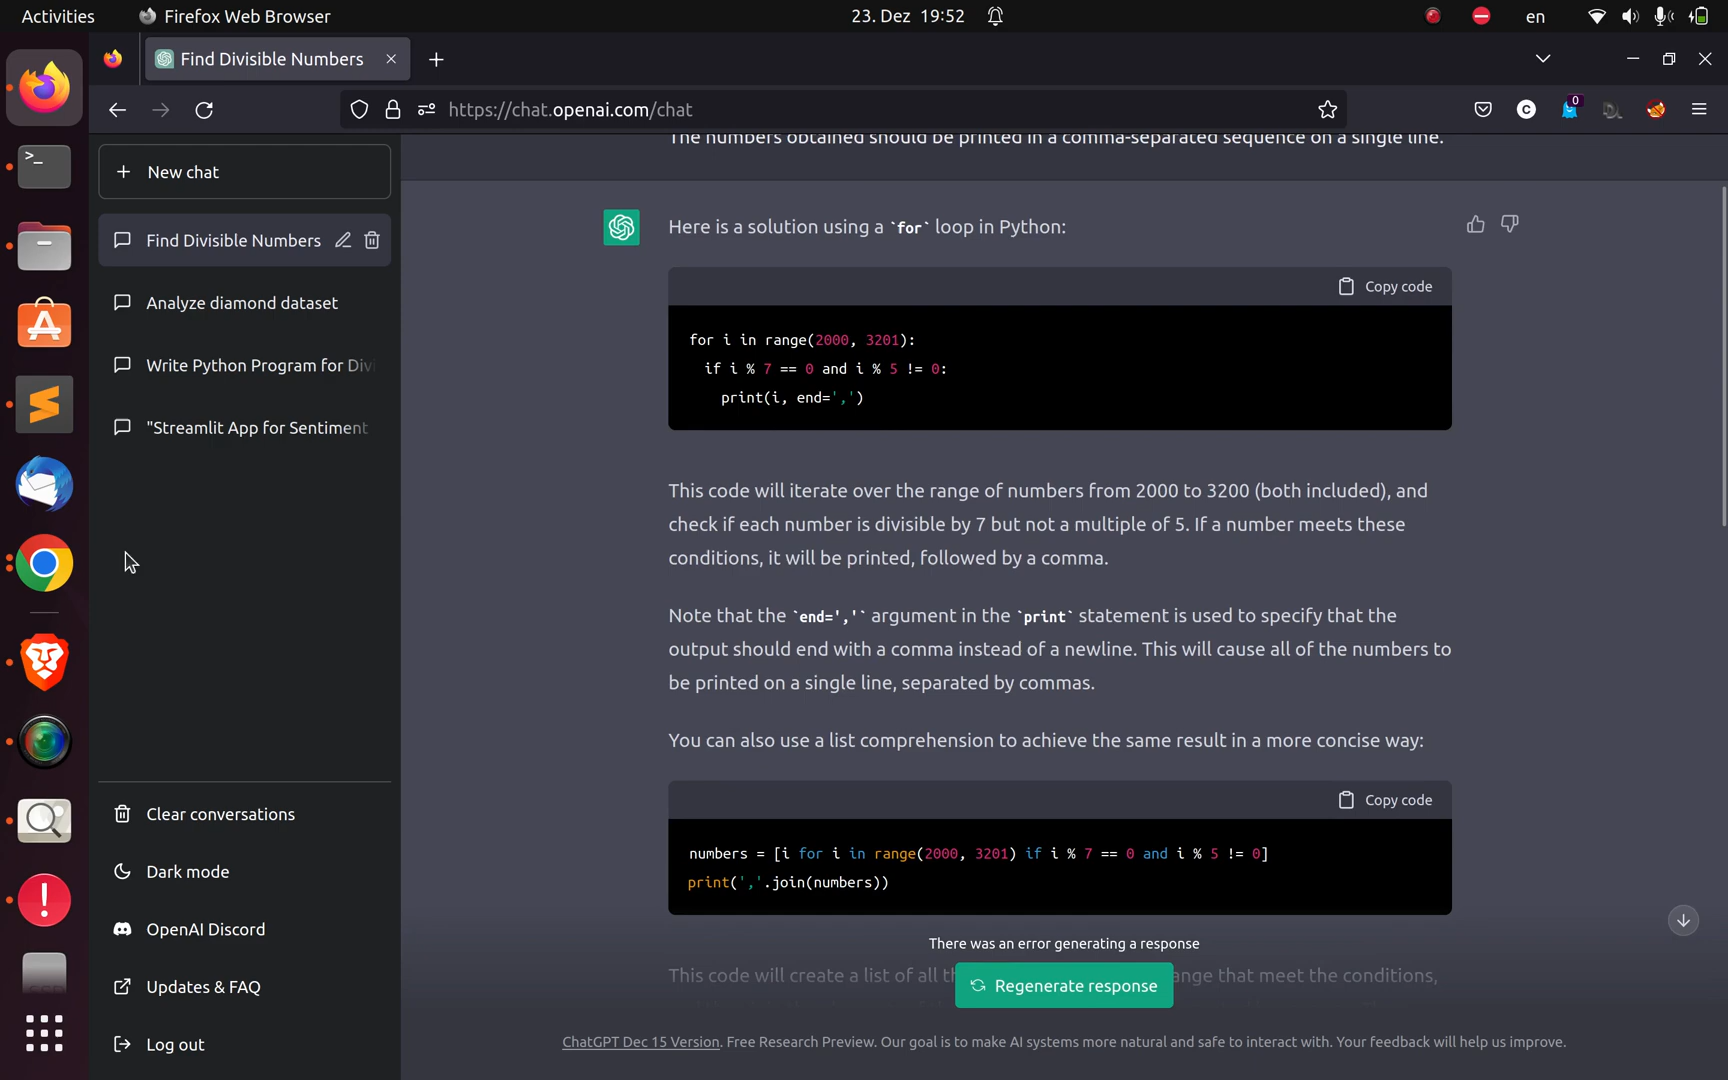 Activities
Firefox Web Browser
23. Dez 19:52
en
Find Divisible Numbers
https://chat.openai.com/chat
0
New chat
Find Divisible Numbers
Analyze diamond dataset
Write Python Program for Divi
"Streamlit App for Sentiment
Clear conversations
Dark mode
OpenAI Discord
Updates & FAQ
Log out
The numbers obtained should be printed in a comma-separated sequence on a single line.
Here is a solution using a `for` loop in Python:
Copy code
for i in range(2000, 3201):
if i % 7 == 0 and i % 5 != 0:
print(i, end=',')
This code will iterate over the range of numbers from 2000 to 3200 (both included), and
check if each number is divisible by 7 but not a multiple of 5. If a number meets these
conditions, it will be printed, followed by a comma.
Note that the `end=','` argument in the `print` statement is used to specify that the
output should end with a comma instead of a newline. This will cause all of the numbers to
be printed on a single line, separated by commas.
You can also use a list comprehension to achieve the same result in a more concise way:
Copy code
numbers = [i for i in range(2000, 3201) if i % 7 == 0 and i % 5 != 0]
print(','.join(numbers))
There was an error generating a response
This code will create a list of all th
ange that meet the conditions,
Regenerate response
ChatGPT Dec 15 Version. Free Research Preview. Our goal is to make AI systems more natural and safe to interact with. Your feedback will help us improve.